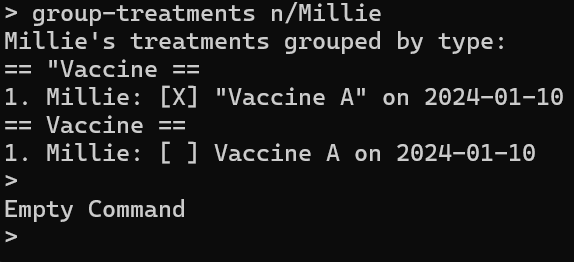 > group-treatments n/Millie
Millie's treatments grouped by type:
== "Vaccine ==
1. Millie: [X] "Vaccine A" on 2024-01-10
== Vaccine ==
1. Millie: [ ] Vaccine A on 2024-01-10
>
Empty Command
>